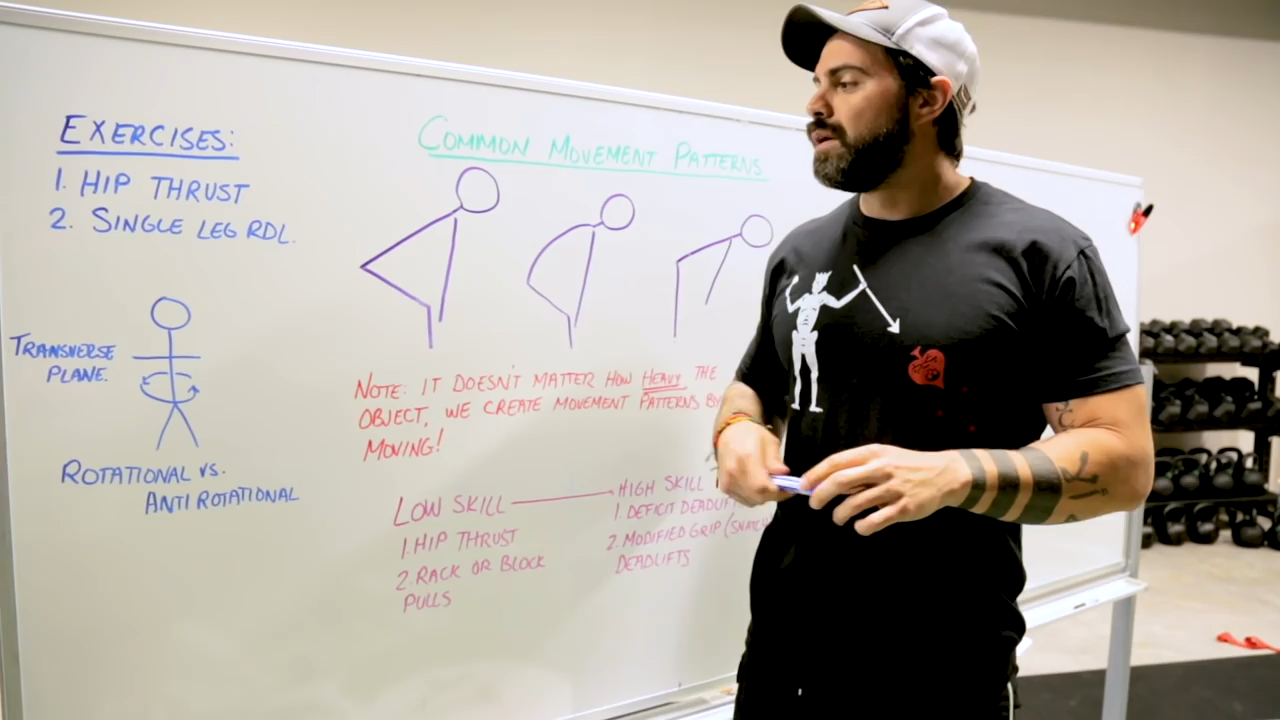 EXERCISES:
1. HIP THRUST
2. SINGLE LEG RDL.
TRANSVERSE
PLANE.
ROTATIONAL VS.
ANTI ROTATIONAL
COMMON MOVEMENT PATTERNS
NOTE: IT DOESN'T MATTER HOW HEAVY THE
OBJECT, WE CREATE MOVEMENT PATTERNS BY
MOVING!
LOW SKILL
1. HIP THRUST
2. RACK OR BLOCK
PULLS
HIGH SKILL
1. DEFICIT
2. MODIFIED GRIP
DEADLIFTS